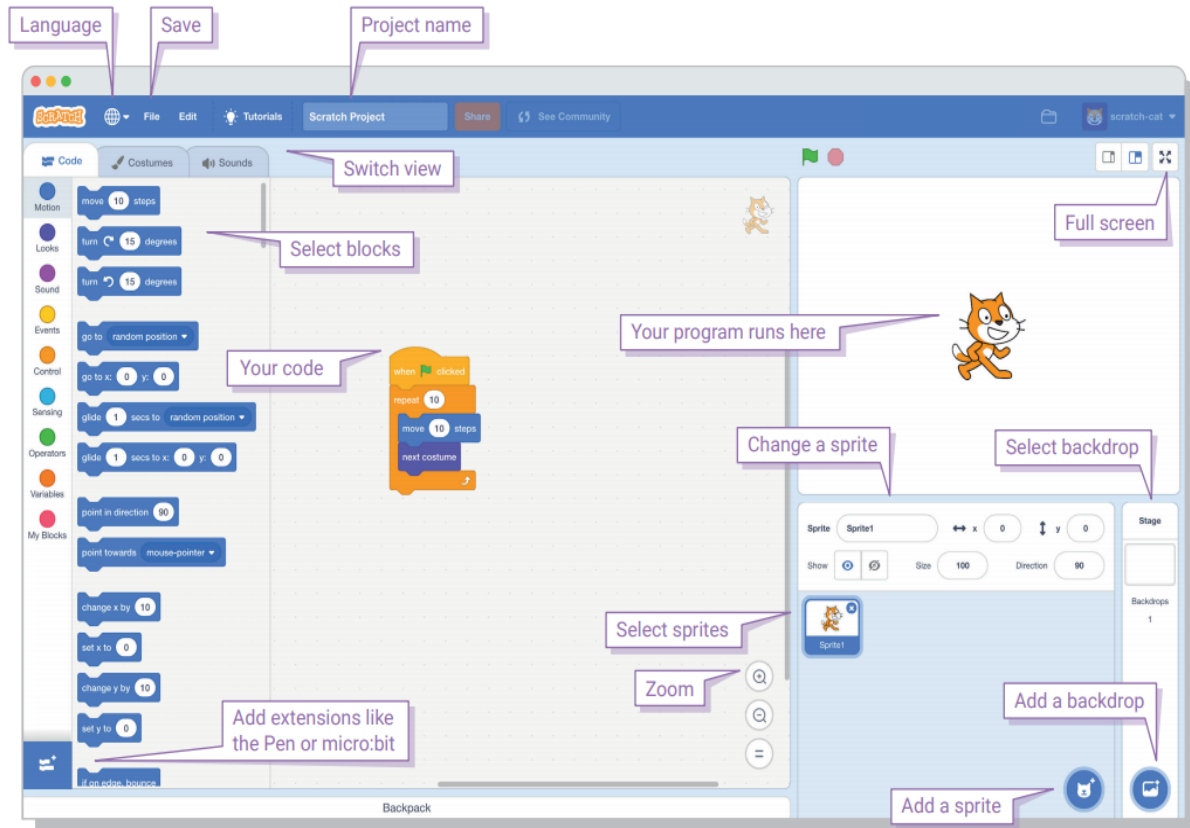 Language
Save
Project name
SCRATCH
File
Edit
Tutorials
Scratch Project
Share
See Community
scratch-cat
Code
Costumes
Sounds
Switch view
Full screen
Motion
Looks
Sound
Events
Control
Sensing
Operators
Variables
My Blocks
move 10 steps
turn 15 degrees
turn 15 degrees
go to random position
go to x: 0 y: 0
glide 1 secs to random position
glide 1 secs to x: 0 y: 0
point in direction 90
point towards mouse-pointer
change x by 10
set x to 0
change y by 10
set y to 0
if on edge, bounce
Select blocks
Your code
when clicked
repeat 10
move 10 steps
next costume
Your program runs here
Change a sprite
Select backdrop
Sprite Sprite1 x 0 y 0
Show Size 100 Direction 90
Sprite1
Stage
Backdrops
1
Select sprites
Zoom
Add extensions like
the Pen or micro:bit
Add a backdrop
Add a sprite
Backpack